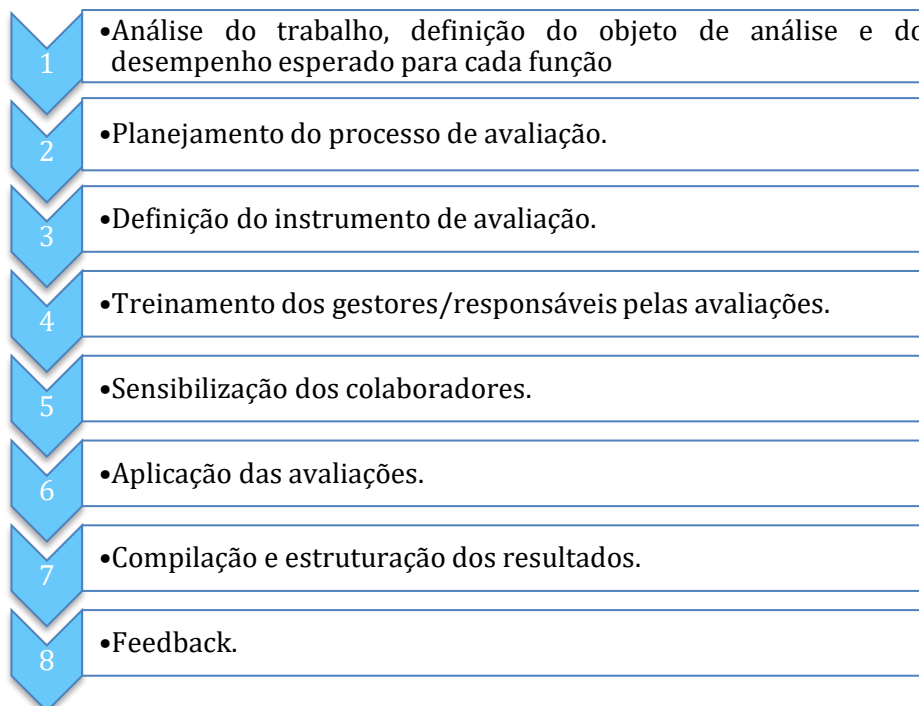 1
•Análise do trabalho, definição do objeto de análise e do
desempenho esperado para cada função
2
•Planejamento do processo de avaliação.
3
•Definição do instrumento de avaliação.
4
•Treinamento dos gestores/responsáveis pelas avaliações.
5
•Sensibilização dos colaboradores.
6
•Aplicação das avaliações.
7
•Compilação e estruturação dos resultados.
8
•Feedback.